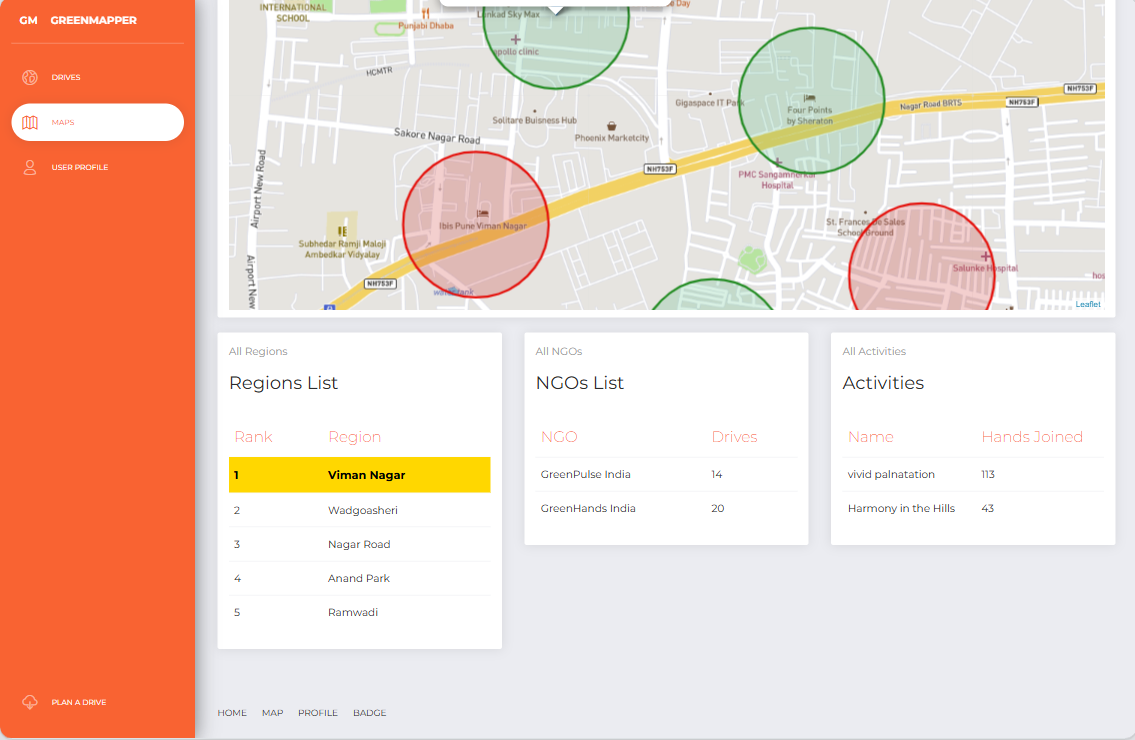 GM GREENMAPPER
DRIVES
MAPS
USER PROFILE
PLAN A DRIVE
INTERNATIONAL
SCHOOL
Punjabi Dhaba
Lunkad Sky Max
Day
apollo clinic
HCMTR
Gigaspace IT Park
Four Points
by Sheraton
Nagar Road BRTS
NH753F
NH753F
Solitare Buisness Hub
Phoenix Marketcity
Sakore Nagar Road
NH753F
PMC Sangamnerkar
Hospital
Airport New Road
Ibis Pune Viman Nagar
St. Frances De Sales
School Ground
Subhedar Ramji Maloji
Ambedkar Vidyalay
Salunke Hospital
hos
Airport New
NH753F
Leaflet
All Regions
Regions List
Rank Region
1 Viman Nagar
2 Wadgoasheri
3 Nagar Road
4 Anand Park
5 Ramwadi
All NGOs
NGOs List
NGO Drives
GreenPulse India 14
GreenHands India 20
All Activities
Activities
Name Hands Joined
vivid palnatation 113
Harmony in the Hills 43
HOME MAP PROFILE BADGE